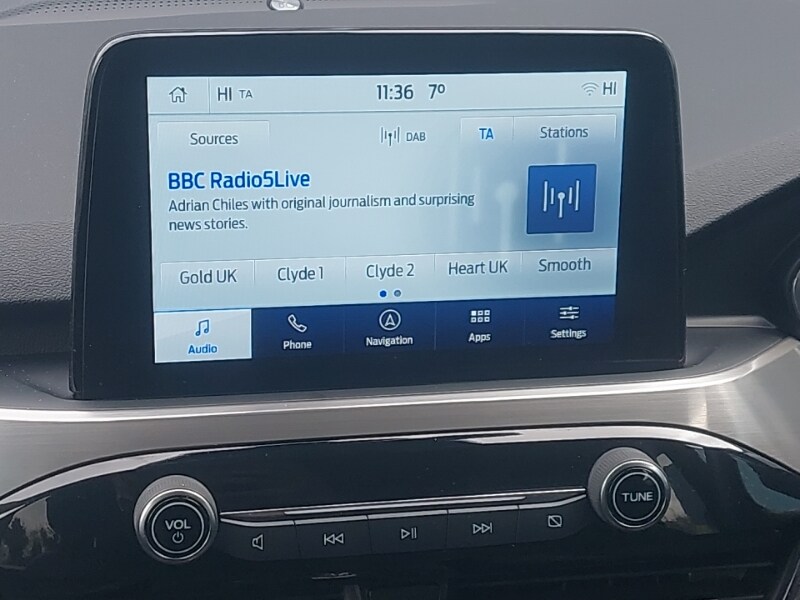 HI TA 11:36 7° HI
Sources DAB TA Stations
BBC Radio5Live
Adrian Chiles with original journalism and surprising
news stories.
Gold UK Clyde 1 Clyde 2 Heart UK Smooth
Audio Phone Navigation Apps Settings
VOL TUNE